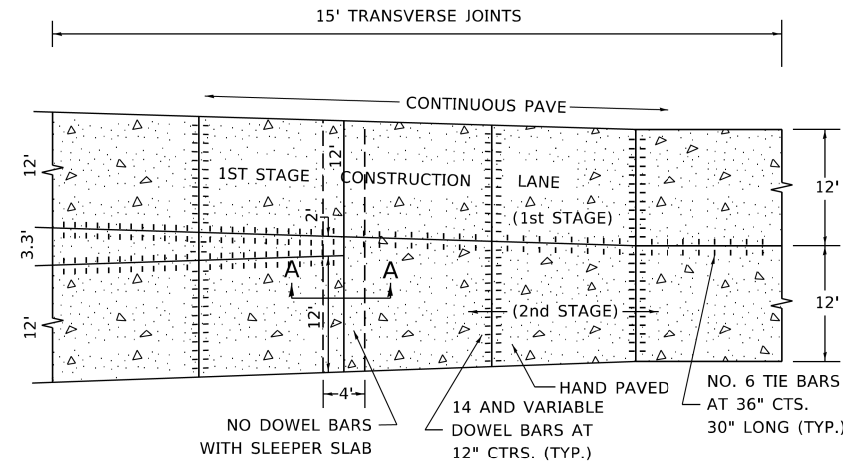 15' TRANSVERSE JOINTS
CONTINUOUS PAVE
12'
12'
1ST STAGE
CONSTRUCTION
LANE
(1st STAGE)
12'
2'
3.3'
A
A
12'
12'
12'
(2nd STAGE)
4'
HAND PAVED
NO DOWEL BARS
WITH SLEEPER SLAB
14 AND VARIABLE
DOWEL BARS AT
12" CTRS. (TYP.)
NO. 6 TIE BARS
AT 36" CTS.
30" LONG (TYP.)